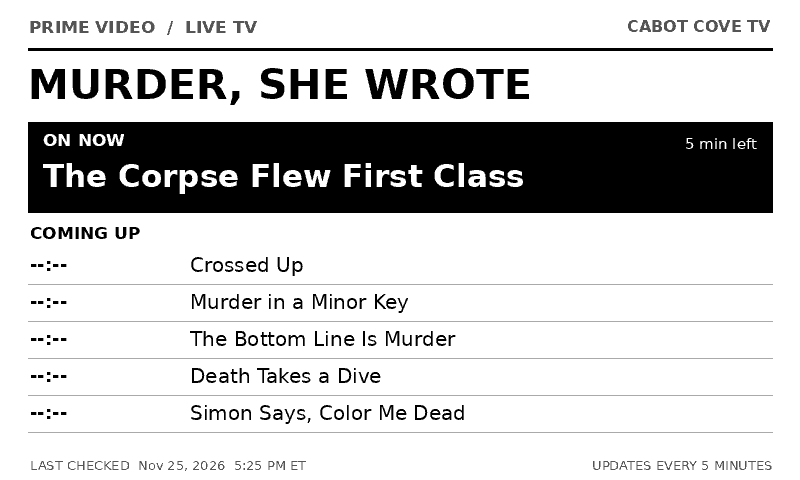 PRIME VIDEO / LIVE TV
CABOT COVE TV
MURDER, SHE WROTE
ON NOW
5 min left
The Corpse Flew First Class
COMING UP
--:-- Crossed Up
--:-- Murder in a Minor Key
--:-- The Bottom Line Is Murder
--:-- Death Takes a Dive
--:-- Simon Says, Color Me Dead
LAST CHECKED Nov 25, 2026 5:25 PM ET
UPDATES EVERY 5 MINUTES